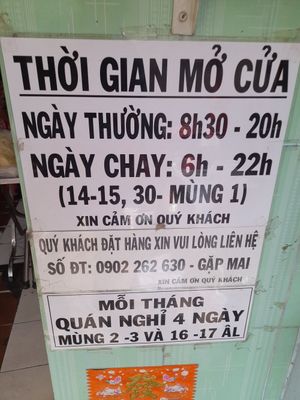 THỜI GIAN MỞ CỬA
NGÀY THƯỜNG: 8h30 - 20h
NGÀY CHAY: 6h - 22h
(14-15, 30- MÙNG 1)
XIN CẢM ƠN QUÝ KHÁCH
QUÝ KHÁCH ĐẶT HÀNG XIN VUI LÒNG LIÊN HỆ
SỐ ĐT: 0902 262 630 - GẶP MAI
XIN CẢM ƠN QUÝ KHÁCH
MỖI THÁNG
QUÁN NGHỈ 4 NGÀY
MÙNG 2 -3 VÀ 16 -17 ÂL